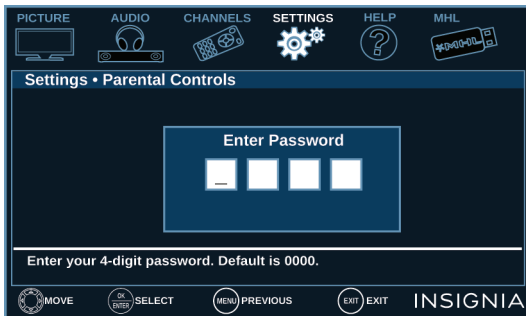 PICTURE AUDIO CHANNELS SETTINGS HELP MHL
MHL
Settings • Parental Controls
Enter Password
_
Enter your 4-digit password. Default is 0000.
MOVE OK ENTER SELECT MENU PREVIOUS EXIT EXIT INSIGNIA